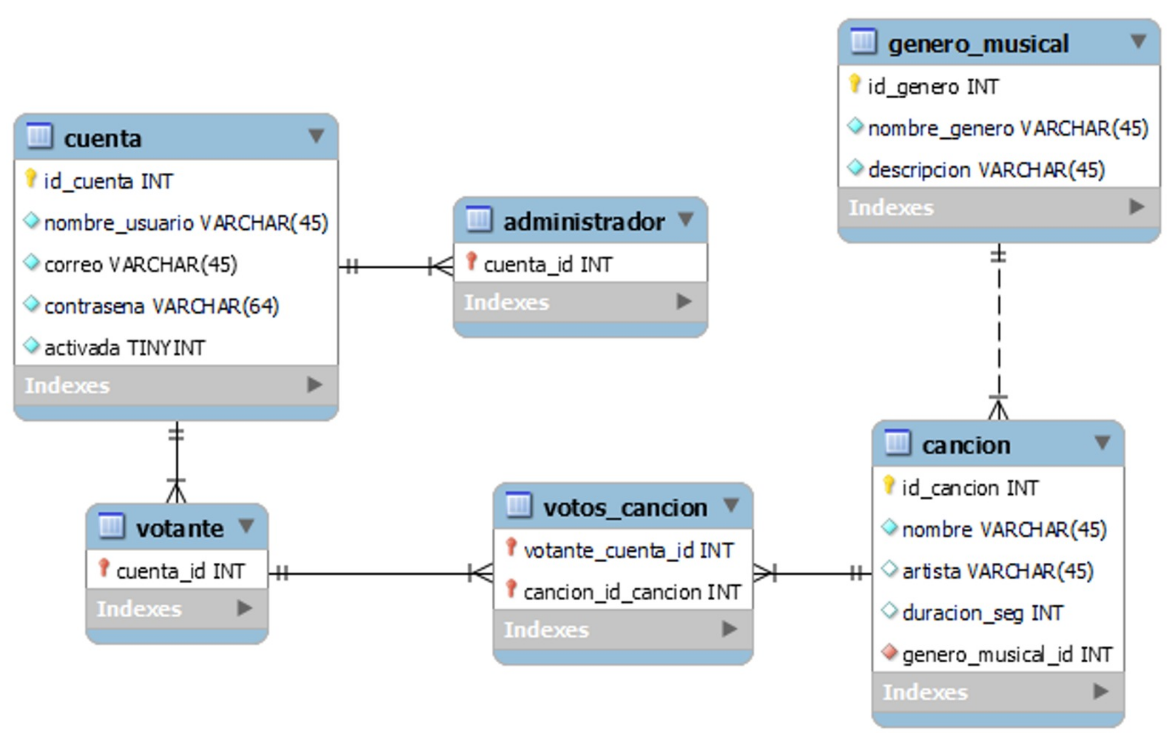 cuenta
id_cuenta INT
nombre_usuario VARCHAR(45)
correo VARCHAR(45)
contrasena VARCHAR(64)
activada TINYINT
Indexes
administrador
cuenta_id INT
Indexes
genero_musical
id_genero INT
nombre_genero VARCHAR(45)
descripcion VARCHAR(45)
Indexes
votante
cuenta_id INT
Indexes
votos_cancion
votante_cuenta_id INT
cancion_id_cancion INT
Indexes
cancion
id_cancion INT
nombre VARCHAR(45)
artista VARCHAR(45)
duracion_seg INT
genero_musical_id INT
Indexes